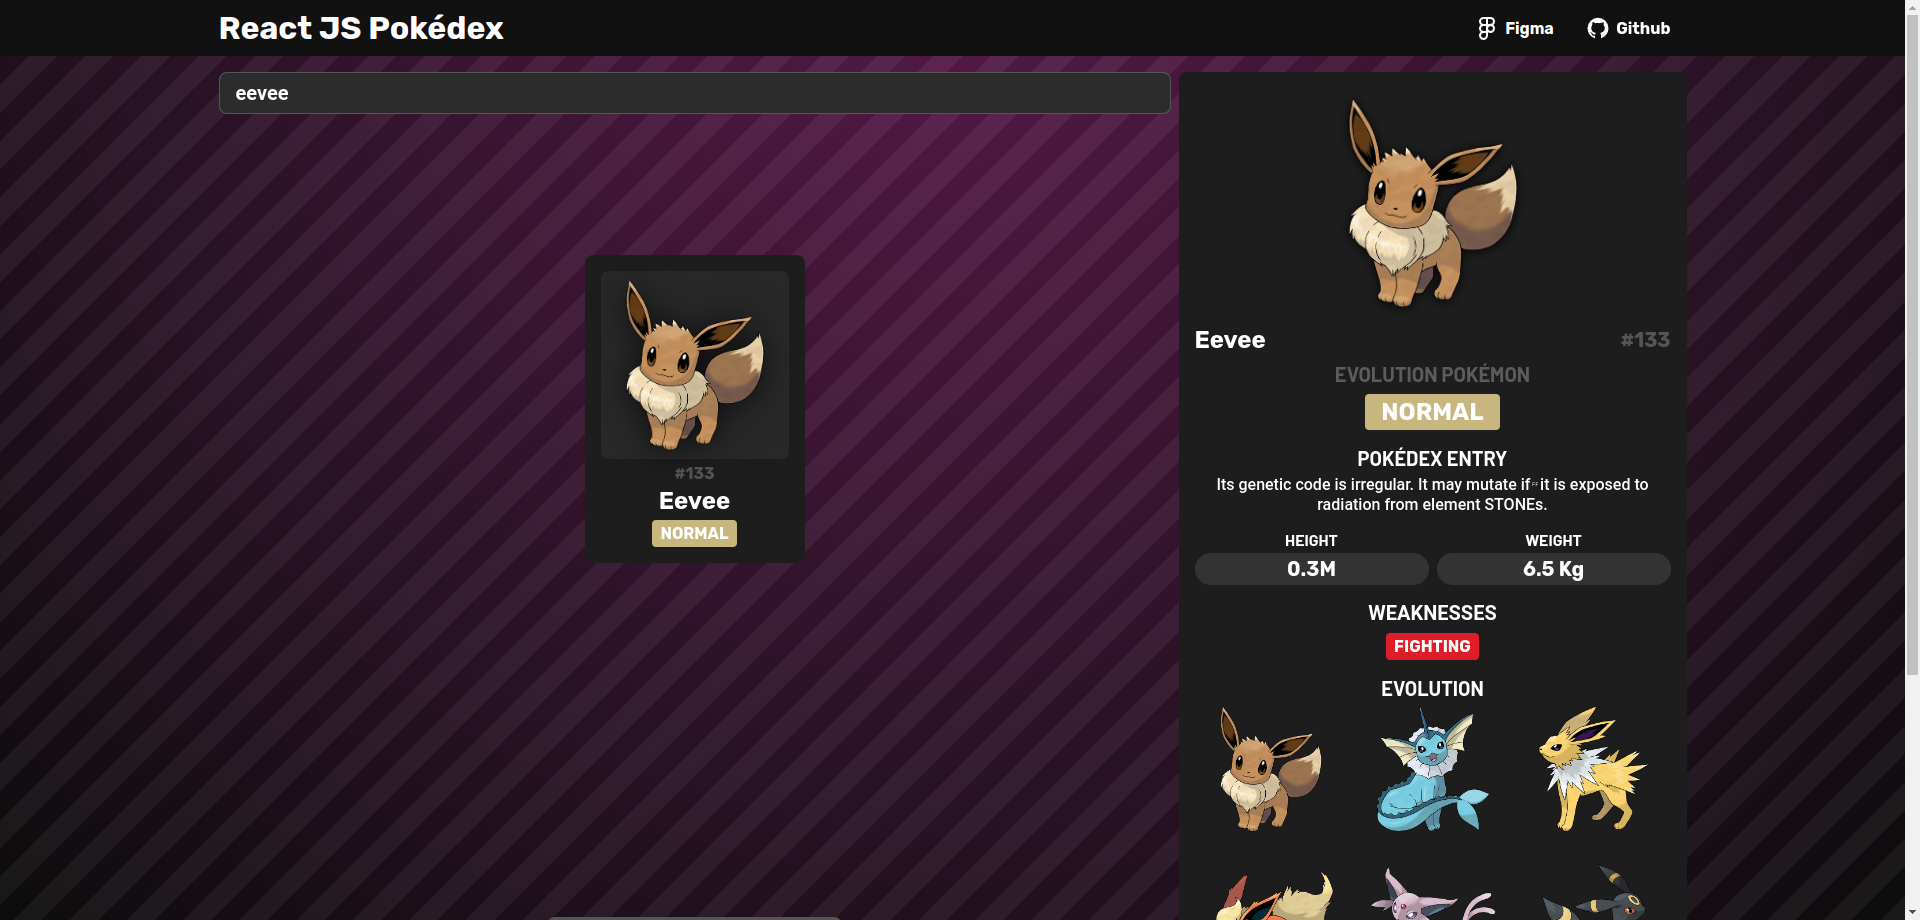 React JS Pokédex
Figma
Github
eevee
#133
Eevee
NORMAL
Eevee
#133
EVOLUTION POKÉMON
NORMAL
POKÉDEX ENTRY
Its genetic code is irregular. It may mutate if it is exposed to
radiation from element STONEs.
HEIGHT
WEIGHT
0.3M
6.5 Kg
WEAKNESSES
FIGHTING
EVOLUTION